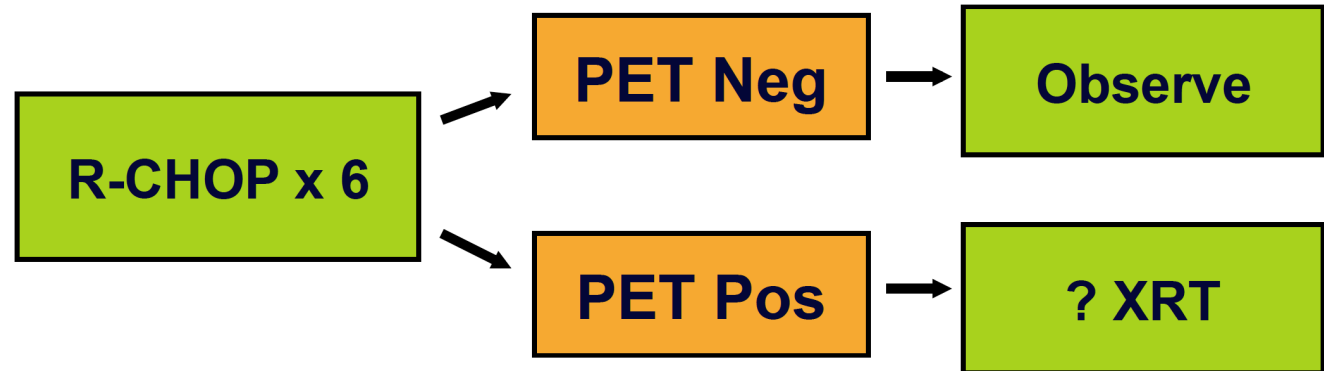 R-CHOP x 6
PET Neg
Observe
PET Pos
? XRT